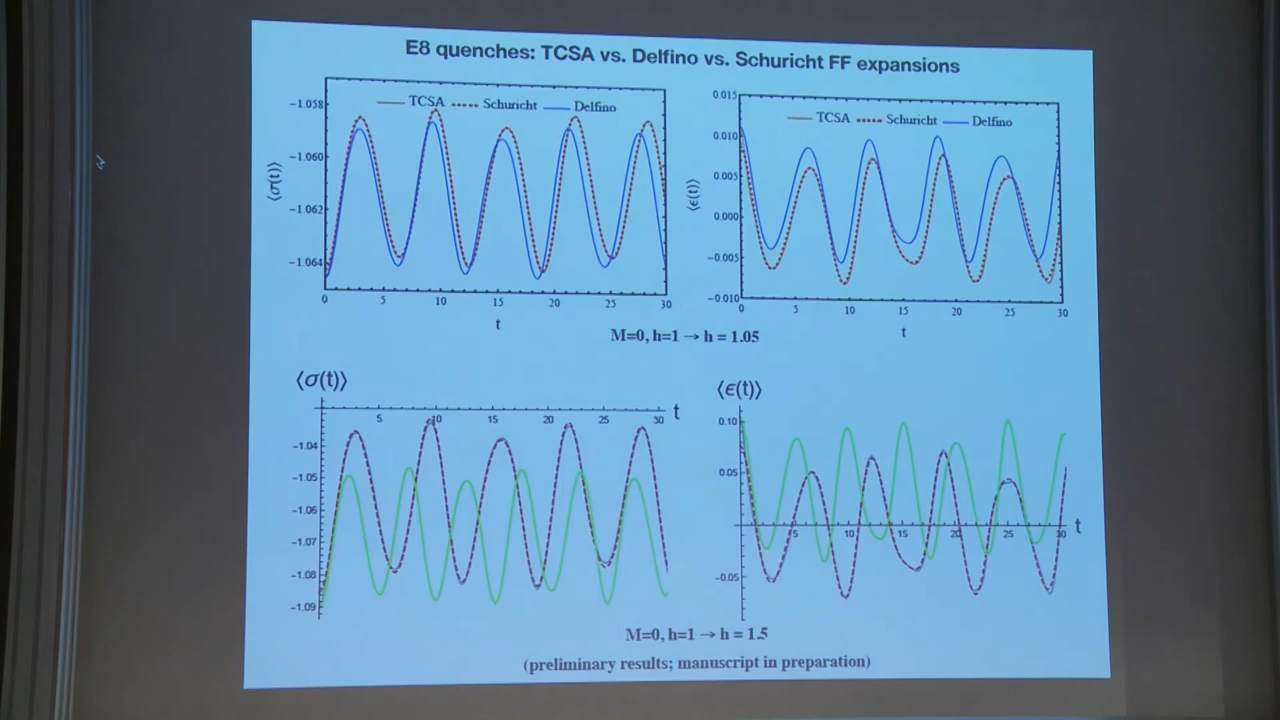 E8 quenches: TCSA vs. Delfino vs. Schuricht FF expansions
TCSA Schuricht Delfino
−1.058
−1.060
−1.062
−1.064
⟨σ(t)⟩
0 5 10 15 20 25 30
t
TCSA Schuricht Delfino
0.015
0.010
0.005
0.000
−0.005
−0.010
⟨ϵ(t)⟩
0 5 10 15 20 25 30
t
M=0, h=1 → h = 1.05
⟨σ(t)⟩
5 10 15 20 25 30 t
−1.04
−1.05
−1.06
−1.07
−1.08
−1.09
⟨ϵ(t)⟩
0.10
0.05
−0.05
5 10 15 20 25 30 t
M=0, h=1 → h = 1.5
(preliminary results; manuscript in preparation)